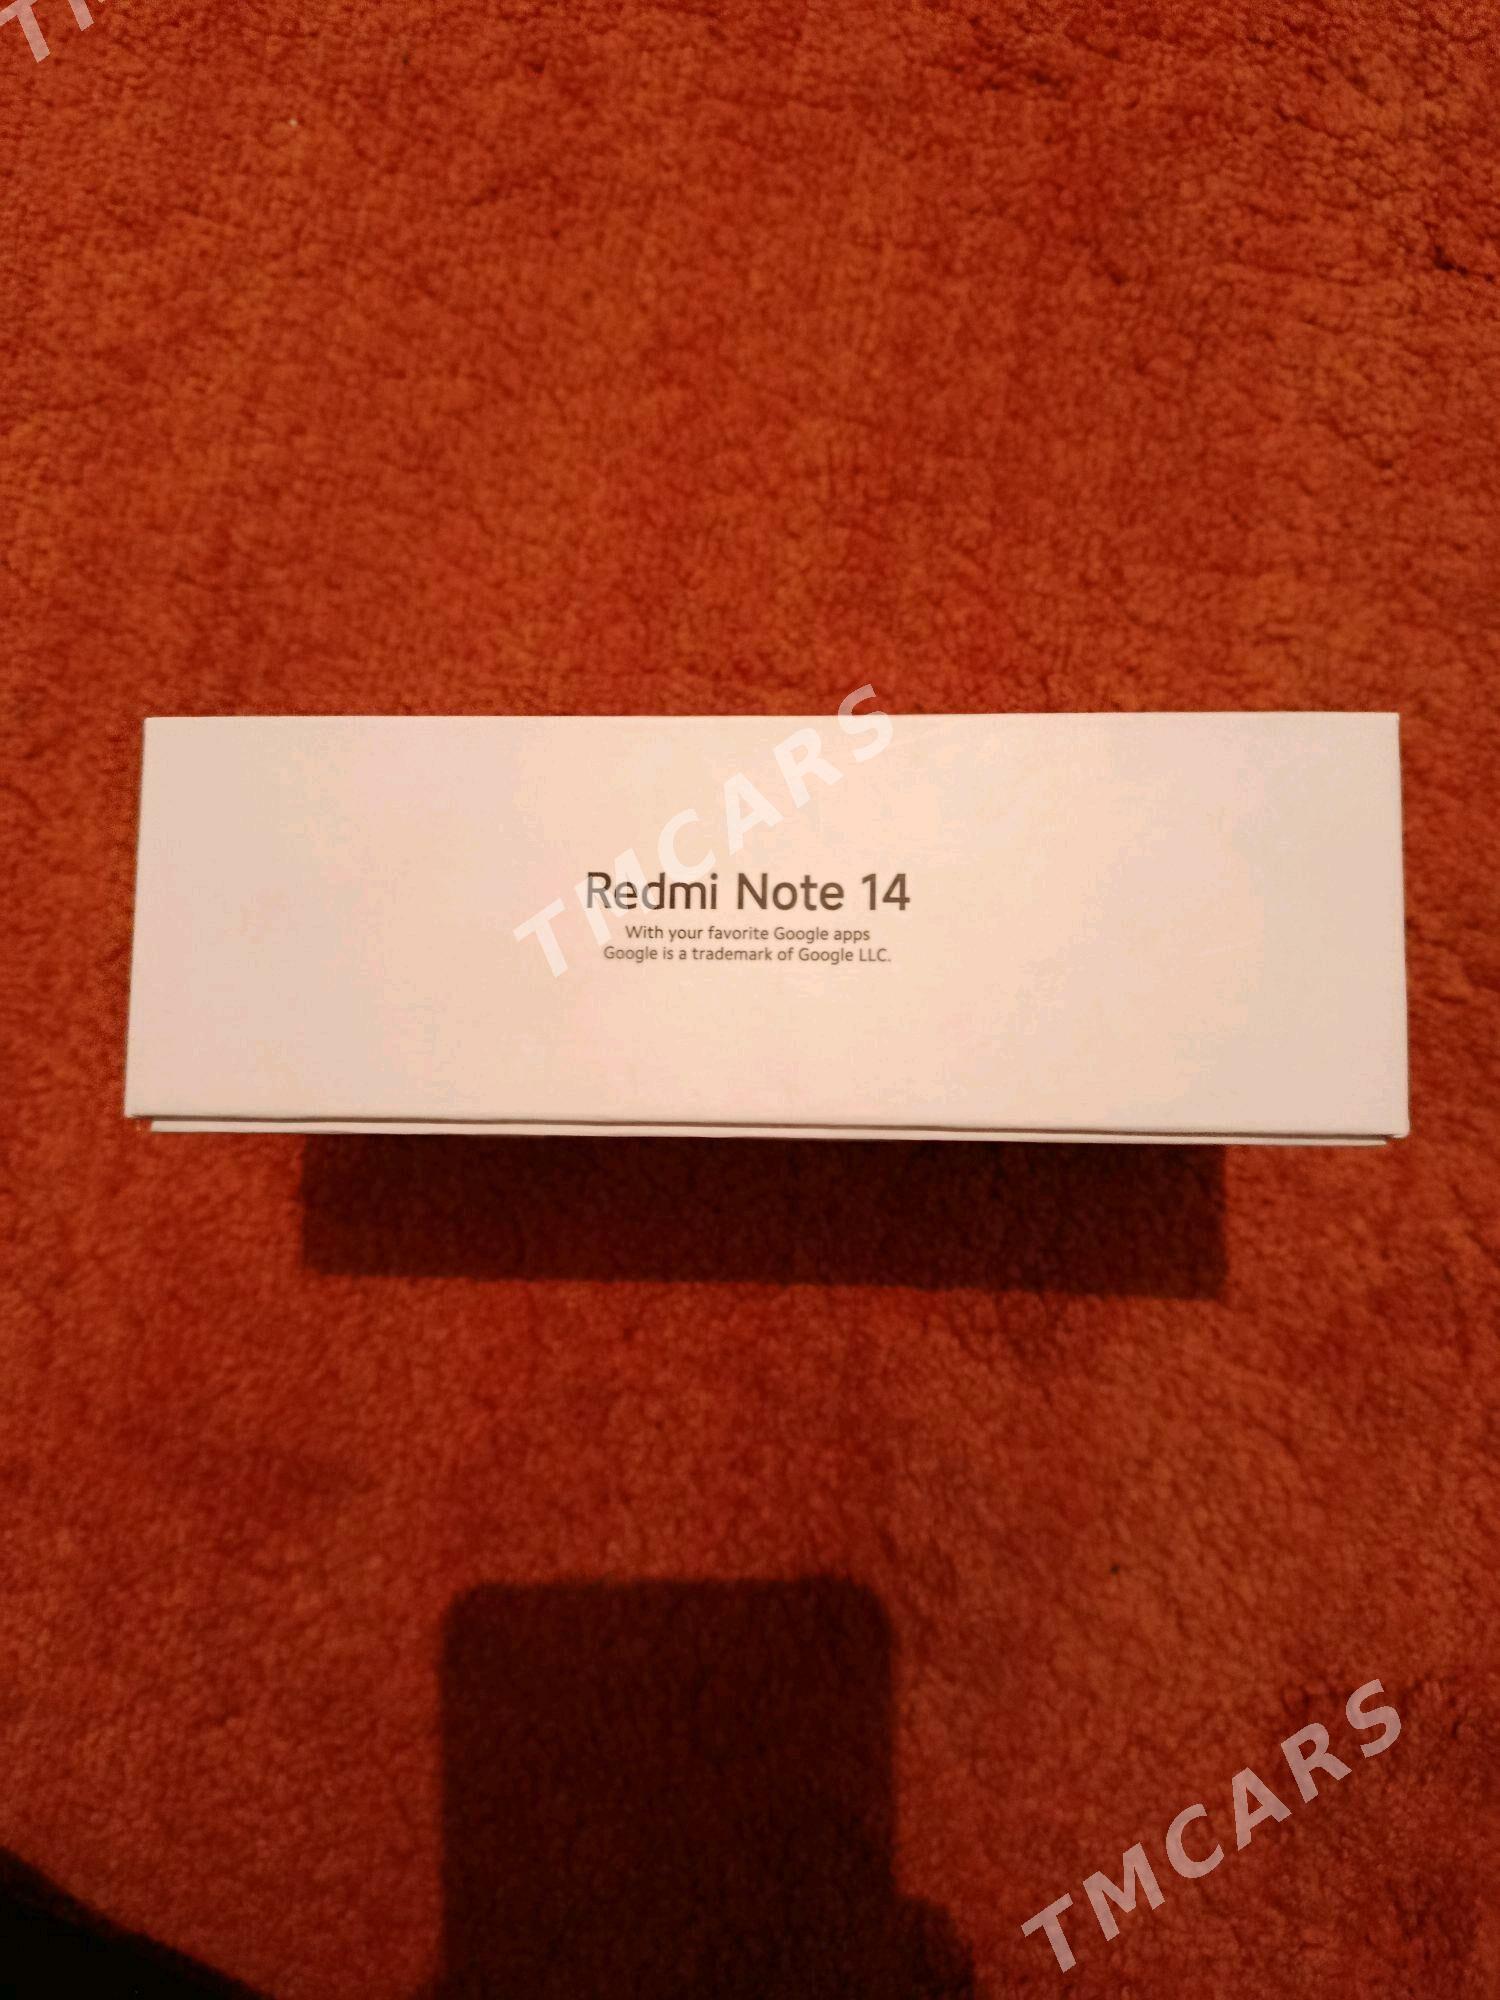 TMCARS
Redmi Note 14
With your favorite Google apps
Google is a trademark of Google LLC.
TMCARS